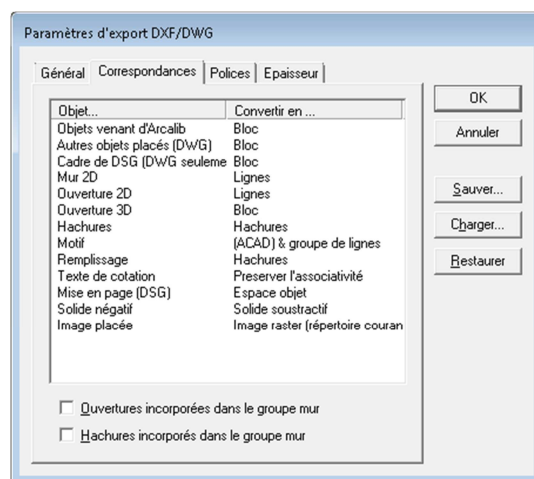 Paramètres d'export DXF/DWG
Général Correspondances Polices Epaisseur
Objet... Convertir en ...
Objets venant d'Arcalib Bloc
Autres objets placés (DWG) Bloc
Cadre de DSG (DWG seuleme Bloc
Mur 2D Lignes
Ouverture 2D Lignes
Ouverture 3D Bloc
Hachures Hachures
Motif (ACAD) & groupe de lignes
Remplissage Hachures
Texte de cotation Preserver l'associativité
Mise en page (DSG) Espace objet
Solide négatif Solide soustractif
Image placée Image raster (répertoire couran
Ouvertures incorporées dans le groupe mur
Hachures incorporés dans le groupe mur
OK
Annuler
Sauver...
Charger...
Restaurer